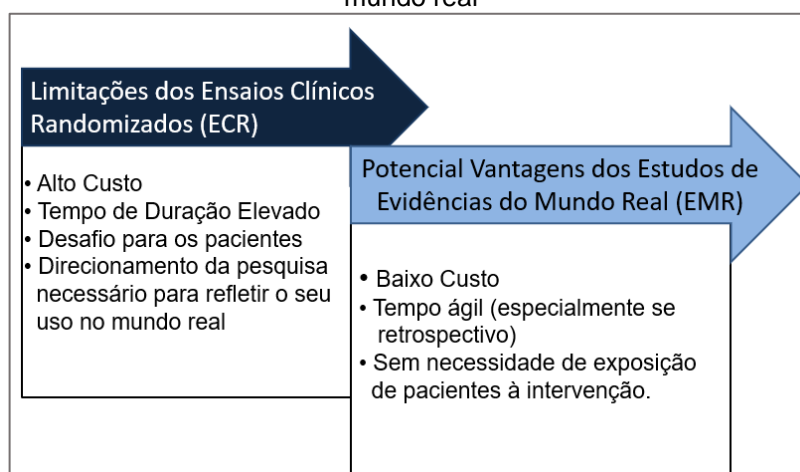 mundo real
Limitações dos Ensaios Clínicos
Randomizados (ECR)
• Alto Custo
• Tempo de Duração Elevado
• Desafio para os pacientes
• Direcionamento da pesquisa
necessário para refletir o seu
uso no mundo real
Potencial Vantagens dos Estudos de
Evidências do Mundo Real (EMR)
• Baixo Custo
• Tempo ágil (especialmente se
retrospectivo)
• Sem necessidade de exposição
de pacientes à intervenção.